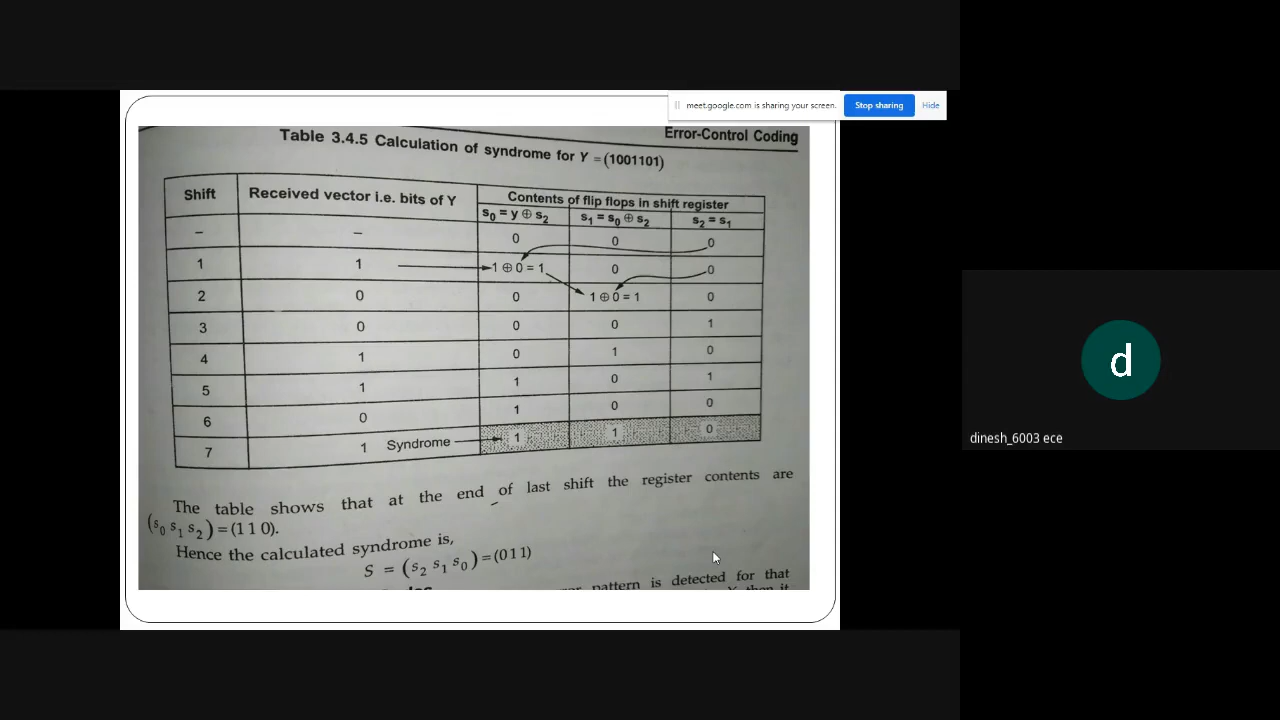 meet.google.com is sharing your screen. Stop sharing Hide
Error-Control Coding
Table 3.4.5 Calculation of syndrome for Y = (1001101)
Shift Received vector i.e. bits of Y Contents of flip flops in shift register
s₀ = y ⊕ s₂ s₁ = s₀ ⊕ s₂ s₂ = s₁
– – 0 0 0
1 1 1 ⊕ 0 = 1 0 0
2 0 0 1 ⊕ 0 = 1 0
3 0 0 0 1
4 1 0 1 0
5 1 1 0 1
6 0 1 0 0
7 1 Syndrome 1 1 0
The table shows that at the end of last shift the register contents are
(s₀ s₁ s₂) = (1 1 0).
Hence the calculated syndrome is,
S = (s₂ s₁ s₀) = (0 1 1)
pattern is detected for that
d
dinesh_6003 ece